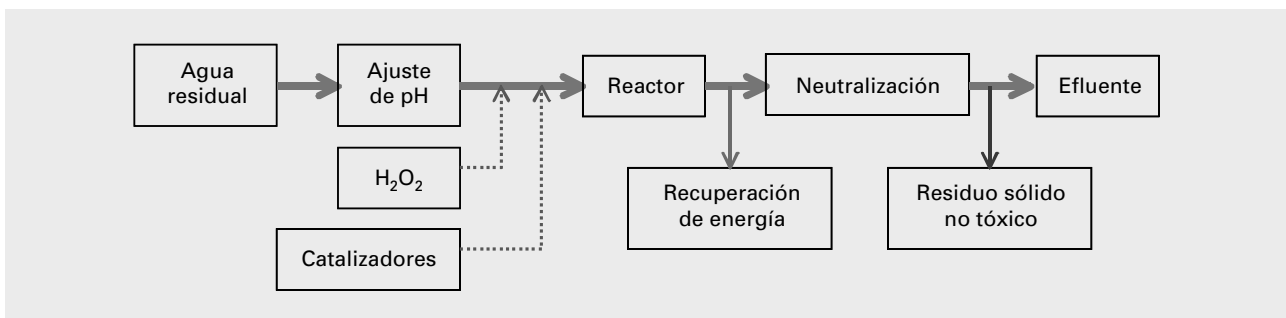 Agua
residual
Ajuste
de pH
Reactor
Neutralización
Efluente
H₂O₂
Catalizadores
Recuperación
de energía
Residuo sólido
no tóxico